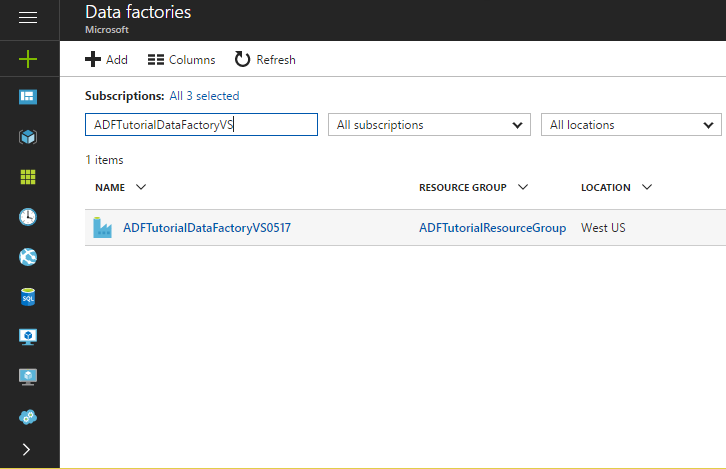 Data factories
Microsoft
Add Columns Refresh
Subscriptions: All 3 selected
ADFTutorialDataFactoryVS All subscriptions All locations
1 items
NAME RESOURCE GROUP LOCATION
ADFTutorialDataFactoryVS0517 ADFTutorialResourceGroup West US
SQL